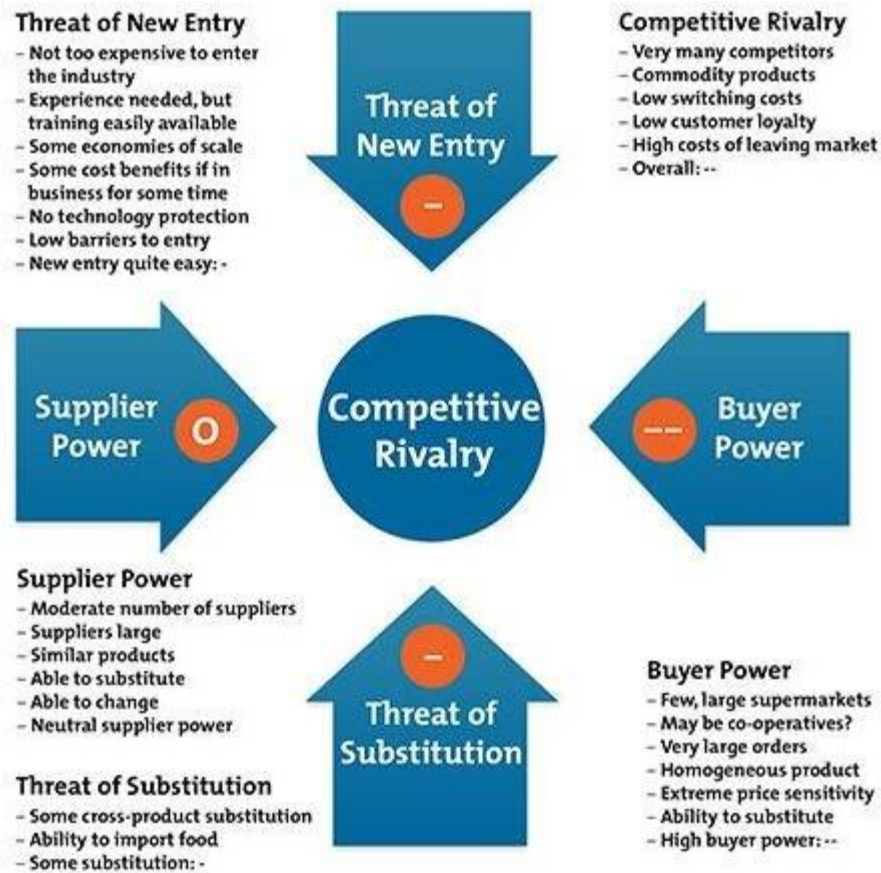 Threat of New Entry
– Not too expensive to enter
the industry
– Experience needed, but
training easily available
– Some economies of scale
– Some cost benefits if in
business for some time
– No technology protection
– Low barriers to entry
– New entry quite easy: -
Threat of
New Entry
–
Competitive Rivalry
– Very many competitors
– Commodity products
– Low switching costs
– Low customer loyalty
– High costs of leaving market
– Overall: --
Supplier
Power
O
Competitive
Rivalry
--
Buyer
Power
Supplier Power
– Moderate number of suppliers
– Suppliers large
– Similar products
– Able to substitute
– Able to change
– Neutral supplier power
Threat of Substitution
– Some cross-product substitution
– Ability to import food
– Some substitution: -
–
Threat of
Substitution
Buyer Power
– Few, large supermarkets
– May be co-operatives?
– Very large orders
– Homogeneous product
– Extreme price sensitivity
– Ability to substitute
– High buyer power: --